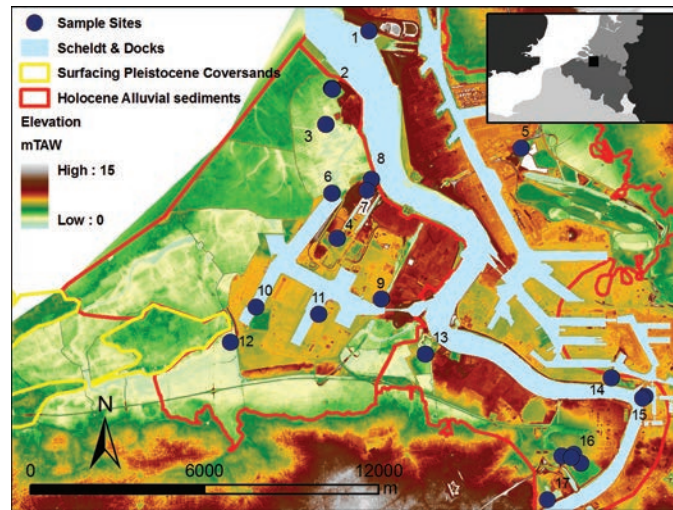 Sample Sites
Scheldt & Docks
Surfacing Pleistocene Coversands
Holocene Alluvial sediments
Elevation
mTAW
High : 15
Low : 0
1
2
3
5
8
6
7
4
10
11
9
12
13
14
15
16
17
N
0 6000 12000
m